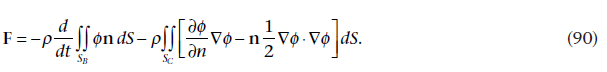 F = −ρ d/dt ∬_{S_B} ϕn dS − ρ ∬_{S_C} [∂ϕ/∂n ∇ϕ − n 1/2 ∇ϕ · ∇ϕ] dS. (90)